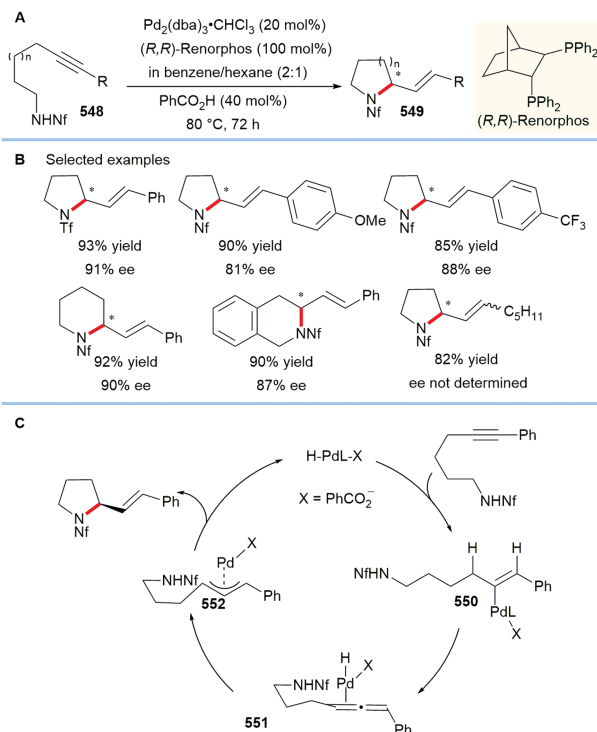 A
Pd2(dba)3•CHCl3 (20 mol%)
(R,R)-Renorphos (100 mol%)
in benzene/hexane (2:1)
PhCO2H (40 mol%)
80 °C, 72 h
( )n
R
NHNf
548
( )n
*
R
N
Nf
549
PPh2
PPh2
(R,R)-Renorphos
B Selected examples
* Ph
N
Tf
93% yield
91% ee
*
N
Nf
OMe
90% yield
81% ee
*
N
Nf
CF3
85% yield
88% ee
*
N
Nf
Ph
92% yield
90% ee
* Ph
NNf
90% yield
87% ee
*
N
Nf
C5H11
82% yield
ee not determined
C
H-PdL-X
X = PhCO2−
Ph
NHNf
Ph
N
Nf
X
Pd
NHNf
Ph
552
H H
NfHN
Ph
550
PdL
X
H
X
Pd
NHNf
•
Ph
551